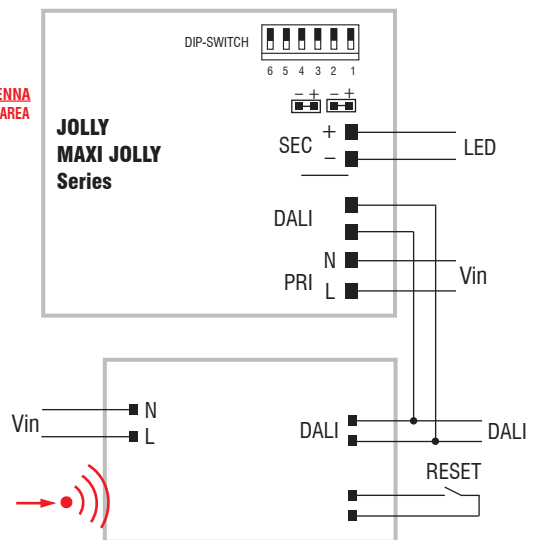 DIP-SWITCH
6 5 4 3 2 1
- + - +
AREA
JOLLY
MAXI JOLLY
Series
SEC + -
LED
DALI
PRI N L
Vin
Vin
N
L
DALI
DALI
RESET